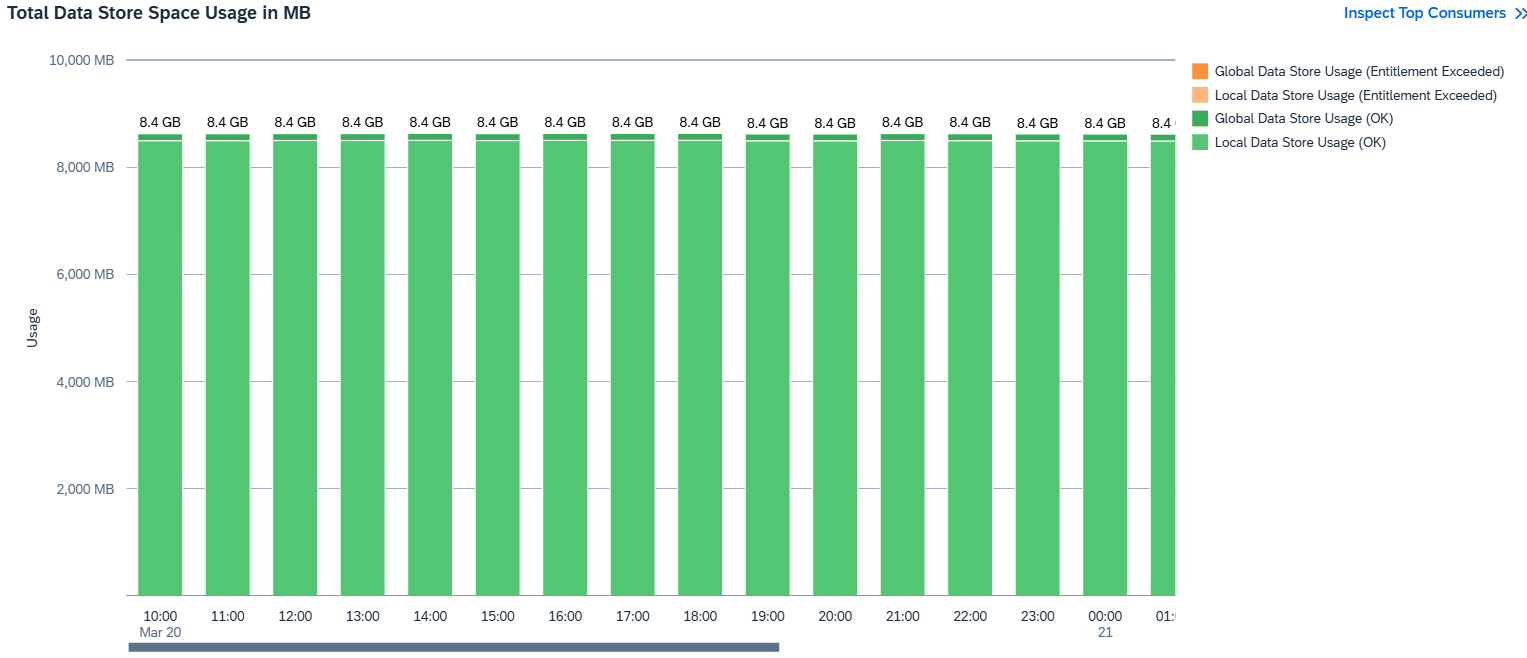 Total Data Store Space Usage in MB
Inspect Top Consumers
10,000 MB
8,000 MB
6,000 MB
4,000 MB
2,000 MB
Usage
8.4 GB 8.4 GB 8.4 GB 8.4 GB 8.4 GB 8.4 GB 8.4 GB 8.4 GB 8.4 GB 8.4 GB 8.4 GB 8.4 GB 8.4 GB 8.4 GB 8.4 GB 8.4
10:00 11:00 12:00 13:00 14:00 15:00 16:00 17:00 18:00 19:00 20:00 21:00 22:00 23:00 00:00 01:
Mar 20 21
Global Data Store Usage (Entitlement Exceeded)
Local Data Store Usage (Entitlement Exceeded)
Global Data Store Usage (OK)
Local Data Store Usage (OK)